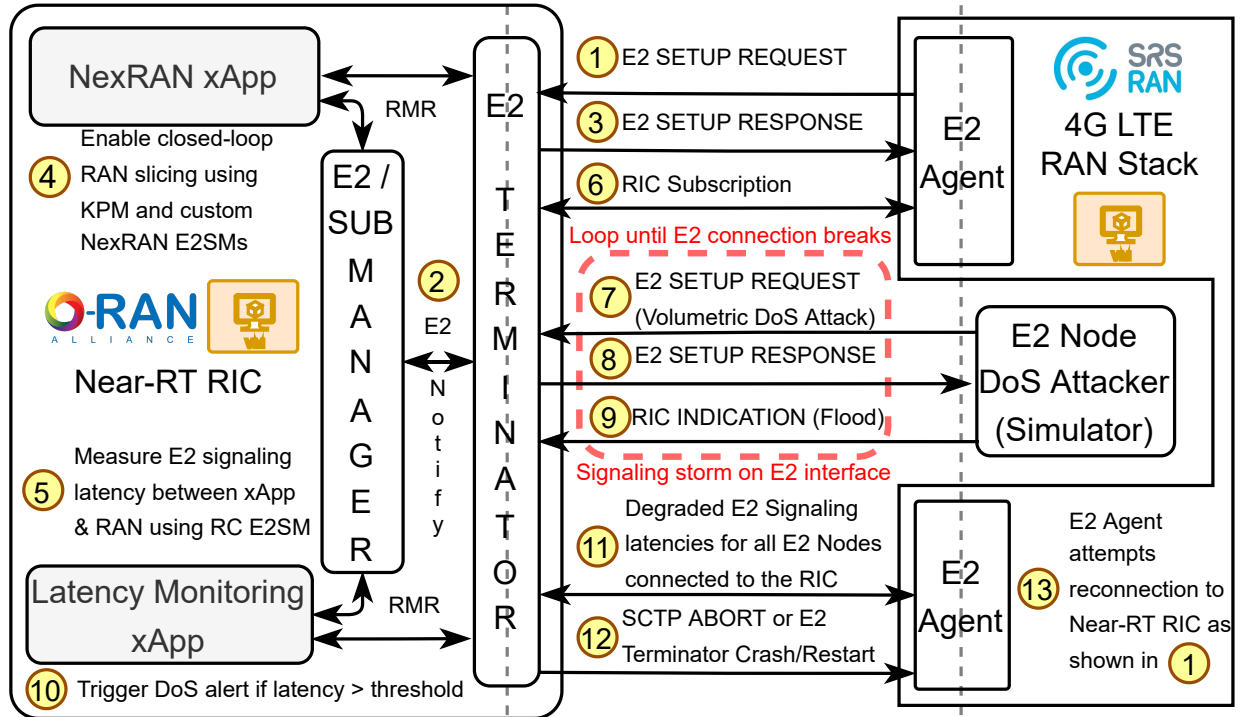 NexRAN xApp
RMR
4
Enable closed-loop
RAN slicing using
KPM and custom
NexRAN E2SMs
O-RAN
ALLIANCE
VM
Near-RT RIC
5
Measure E2 signaling
latency between xApp
& RAN using RC E2SM
Latency Monitoring
xApp
RMR
10
Trigger DoS alert if latency > threshold
E2 /
SUB
M
A
N
A
G
E
R
2
E2
N
o
t
i
f
y
E2
T
E
R
M
I
N
A
T
O
R
1
E2 SETUP REQUEST
3
E2 SETUP RESPONSE
6
RIC Subscription
Loop until E2 connection breaks
7
E2 SETUP REQUEST
(Volumetric DoS Attack)
8
E2 SETUP RESPONSE
9
RIC INDICATION (Flood)
Signaling storm on E2 interface
11
Degraded E2 Signaling
latencies for all E2 Nodes
connected to the RIC
12
SCTP ABORT or E2
Terminator Crash/Restart
E2
Agent
SRS
RAN
4G LTE
RAN Stack
VM
E2 Node
DoS Attacker
(Simulator)
E2
Agent
13
E2 Agent
attempts
reconnection to
Near-RT RIC as
shown in 1